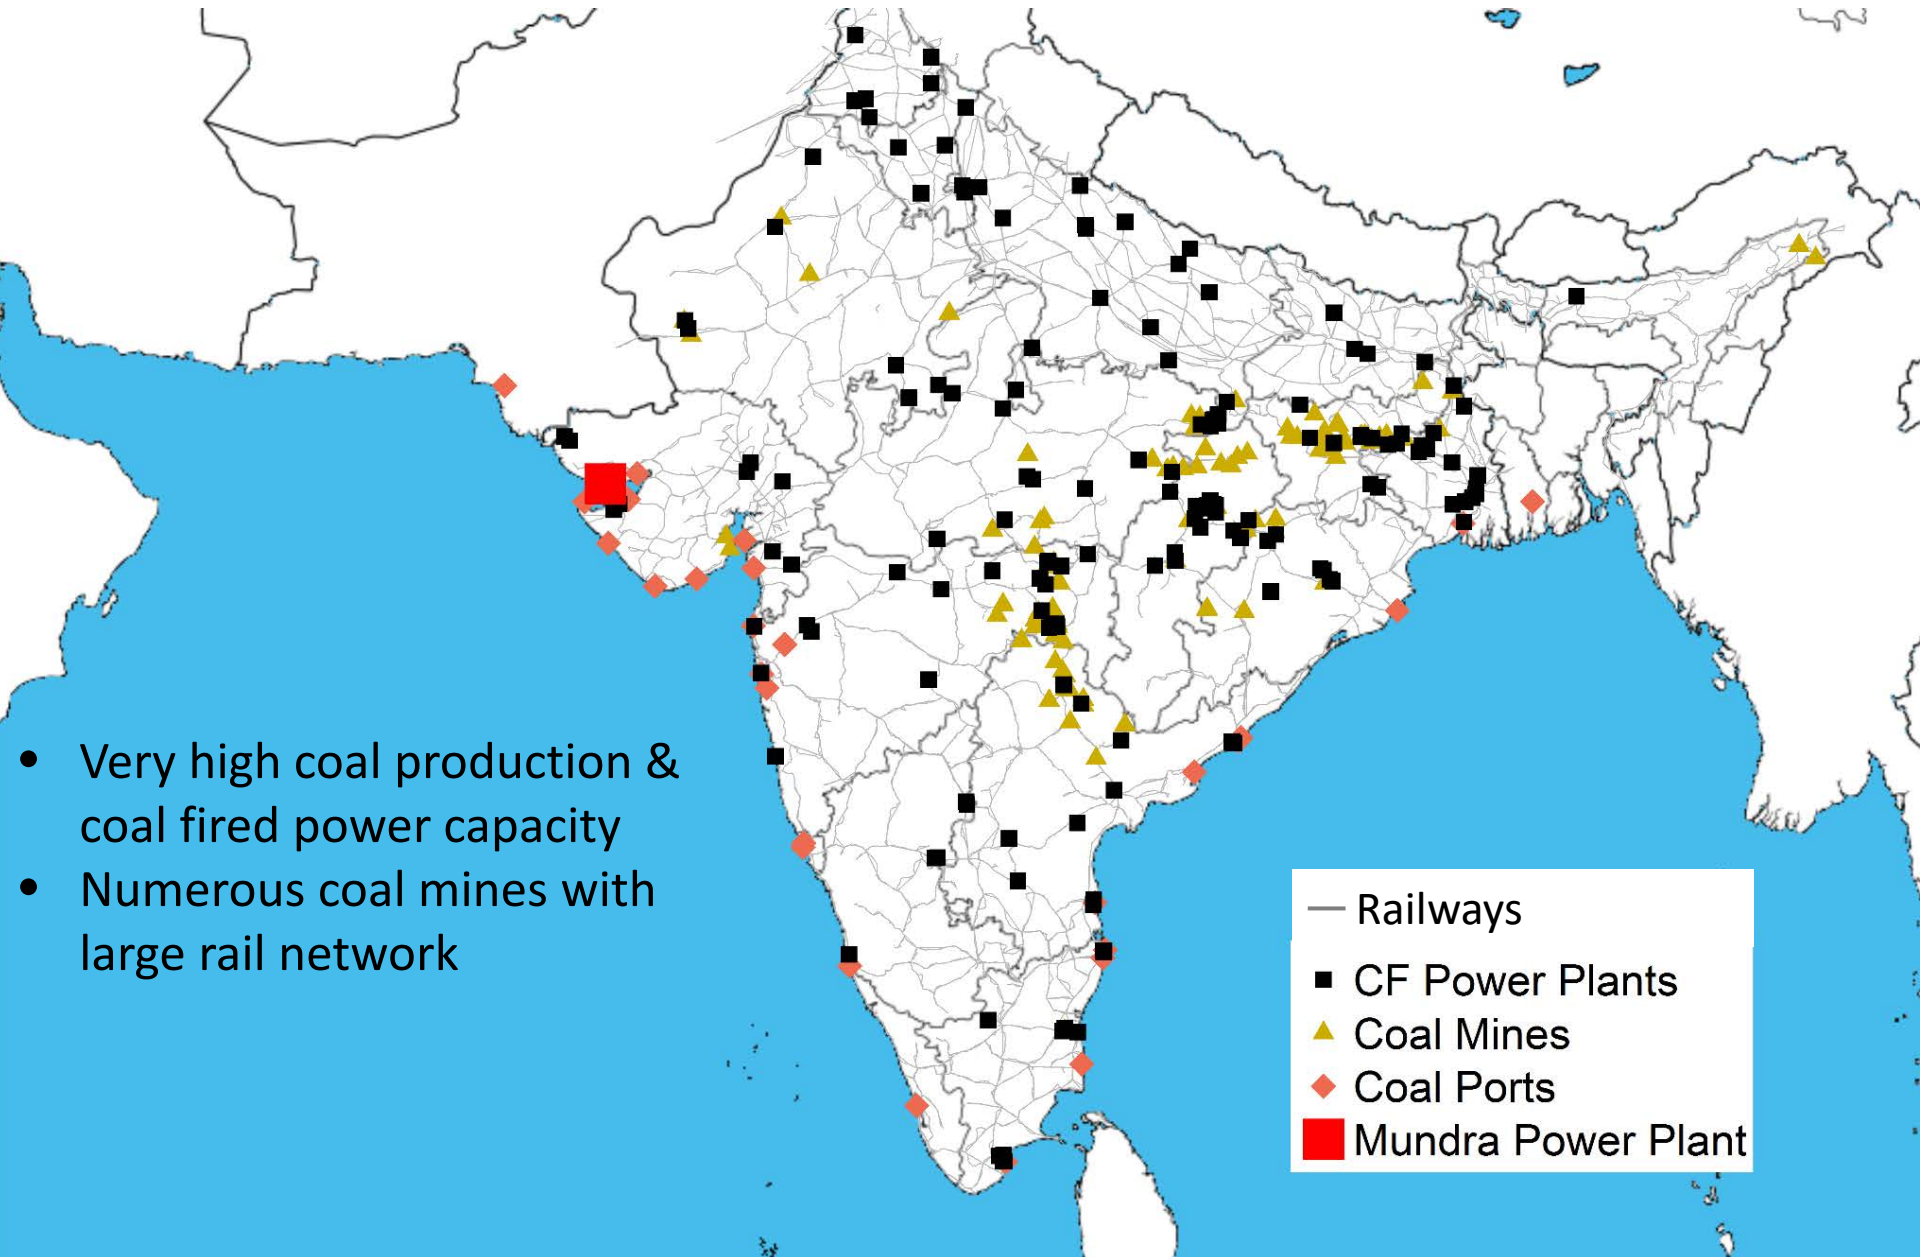 • Very high coal production &
coal fired power capacity
• Numerous coal mines with
large rail network
Railways
CF Power Plants
Coal Mines
Coal Ports
Mundra Power Plant